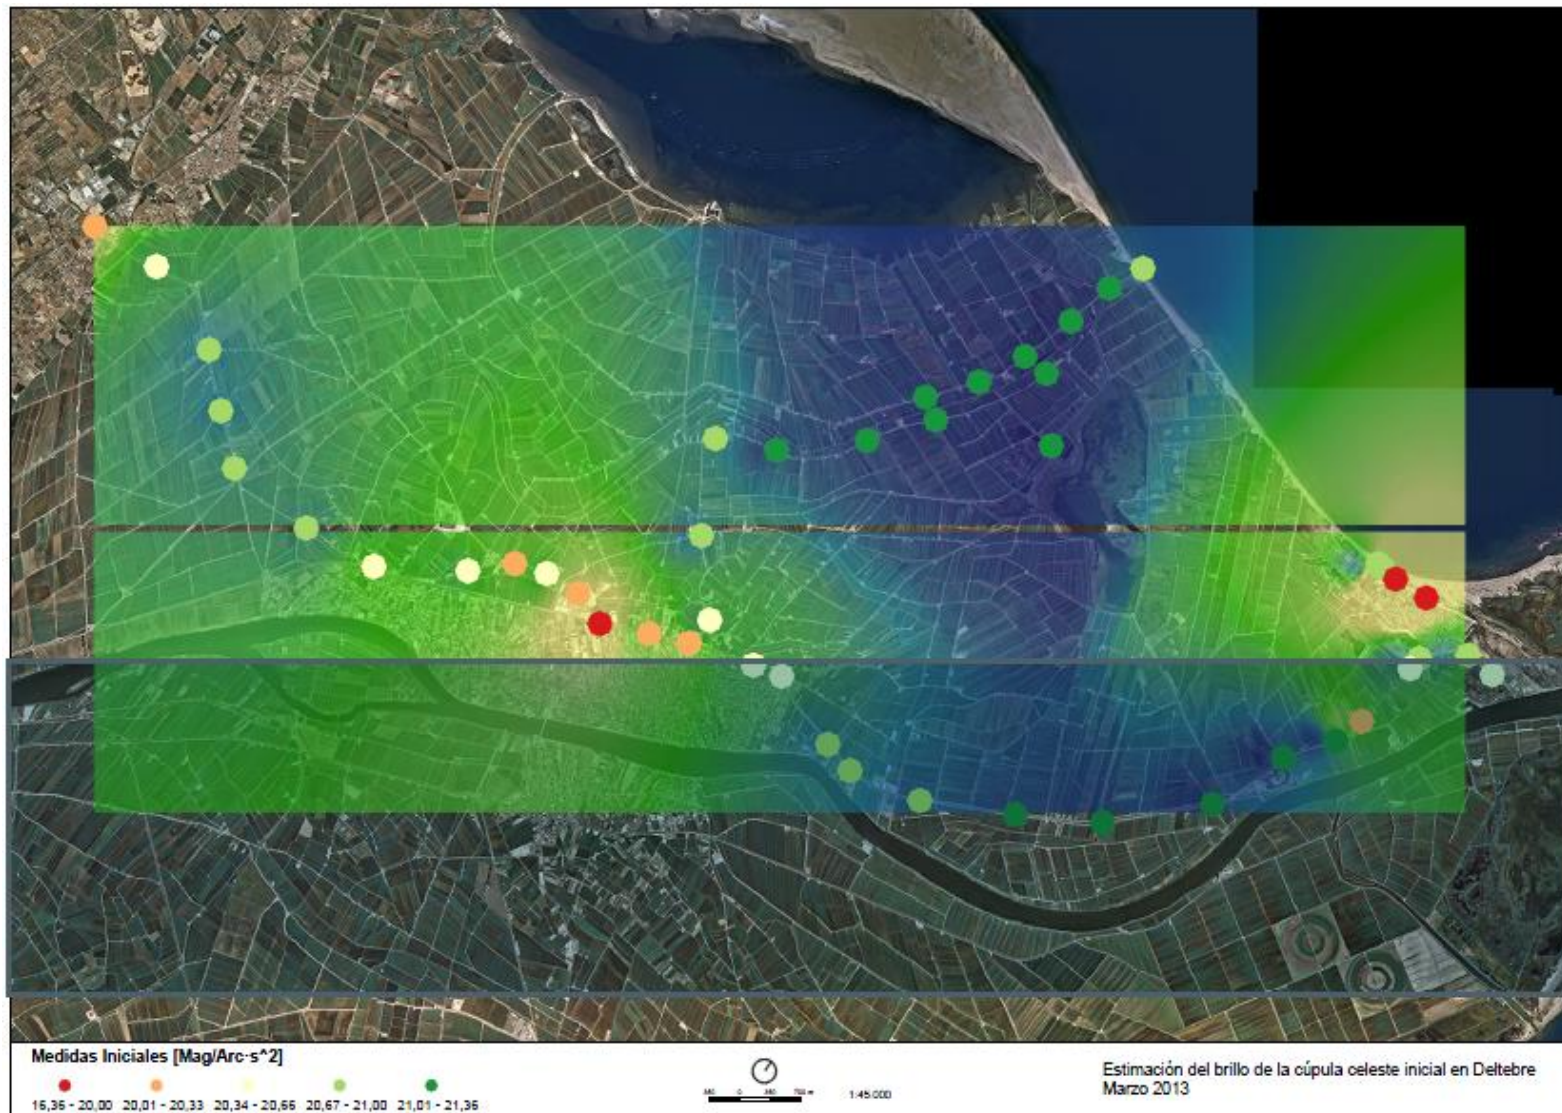 Medidas Iniciales [Mag/Arc·s^2]
16,36 - 20,00 20,01 - 20,33 20,34 - 20,66 20,67 - 21,00 21,01 - 21,36
1:45.000
Estimación del brillo de la cúpula celeste inicial en Deltebre
Marzo 2013